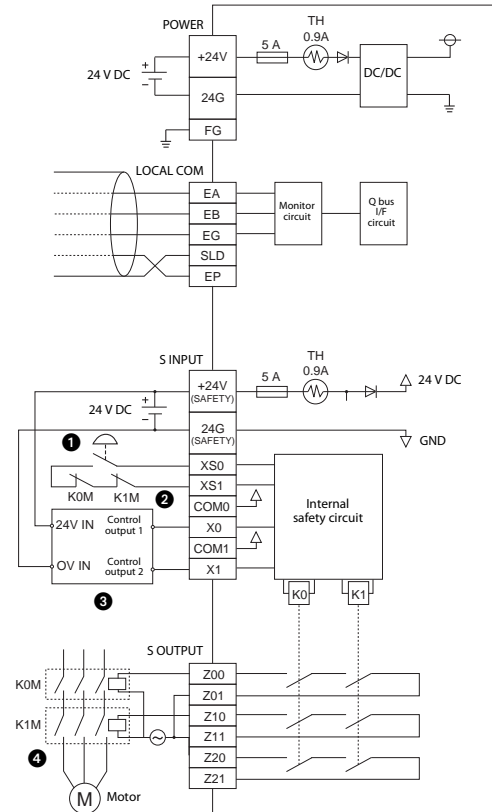 POWER
TH
0.9A
5 A
+24V
24 V DC
+
−
24G
DC/DC
FG
LOCAL COM
EA
EB
EG
SLD
EP
Monitor
circuit
Q bus
I/F
circuit
S INPUT
TH
0.9A
5 A
+24V
(SAFETY)
24 V DC
24 V DC
+
−
24G
(SAFETY)
GND
1
XS0
XS1
K0M
K1M
2
COM0
X0
COM1
X1
24V IN
Control
output 1
OV IN
Control
output 2
3
Internal
safety circuit
K0
K1
S OUTPUT
Z00
Z01
Z10
Z11
Z20
Z21
K0M
K1M
4
M
Motor